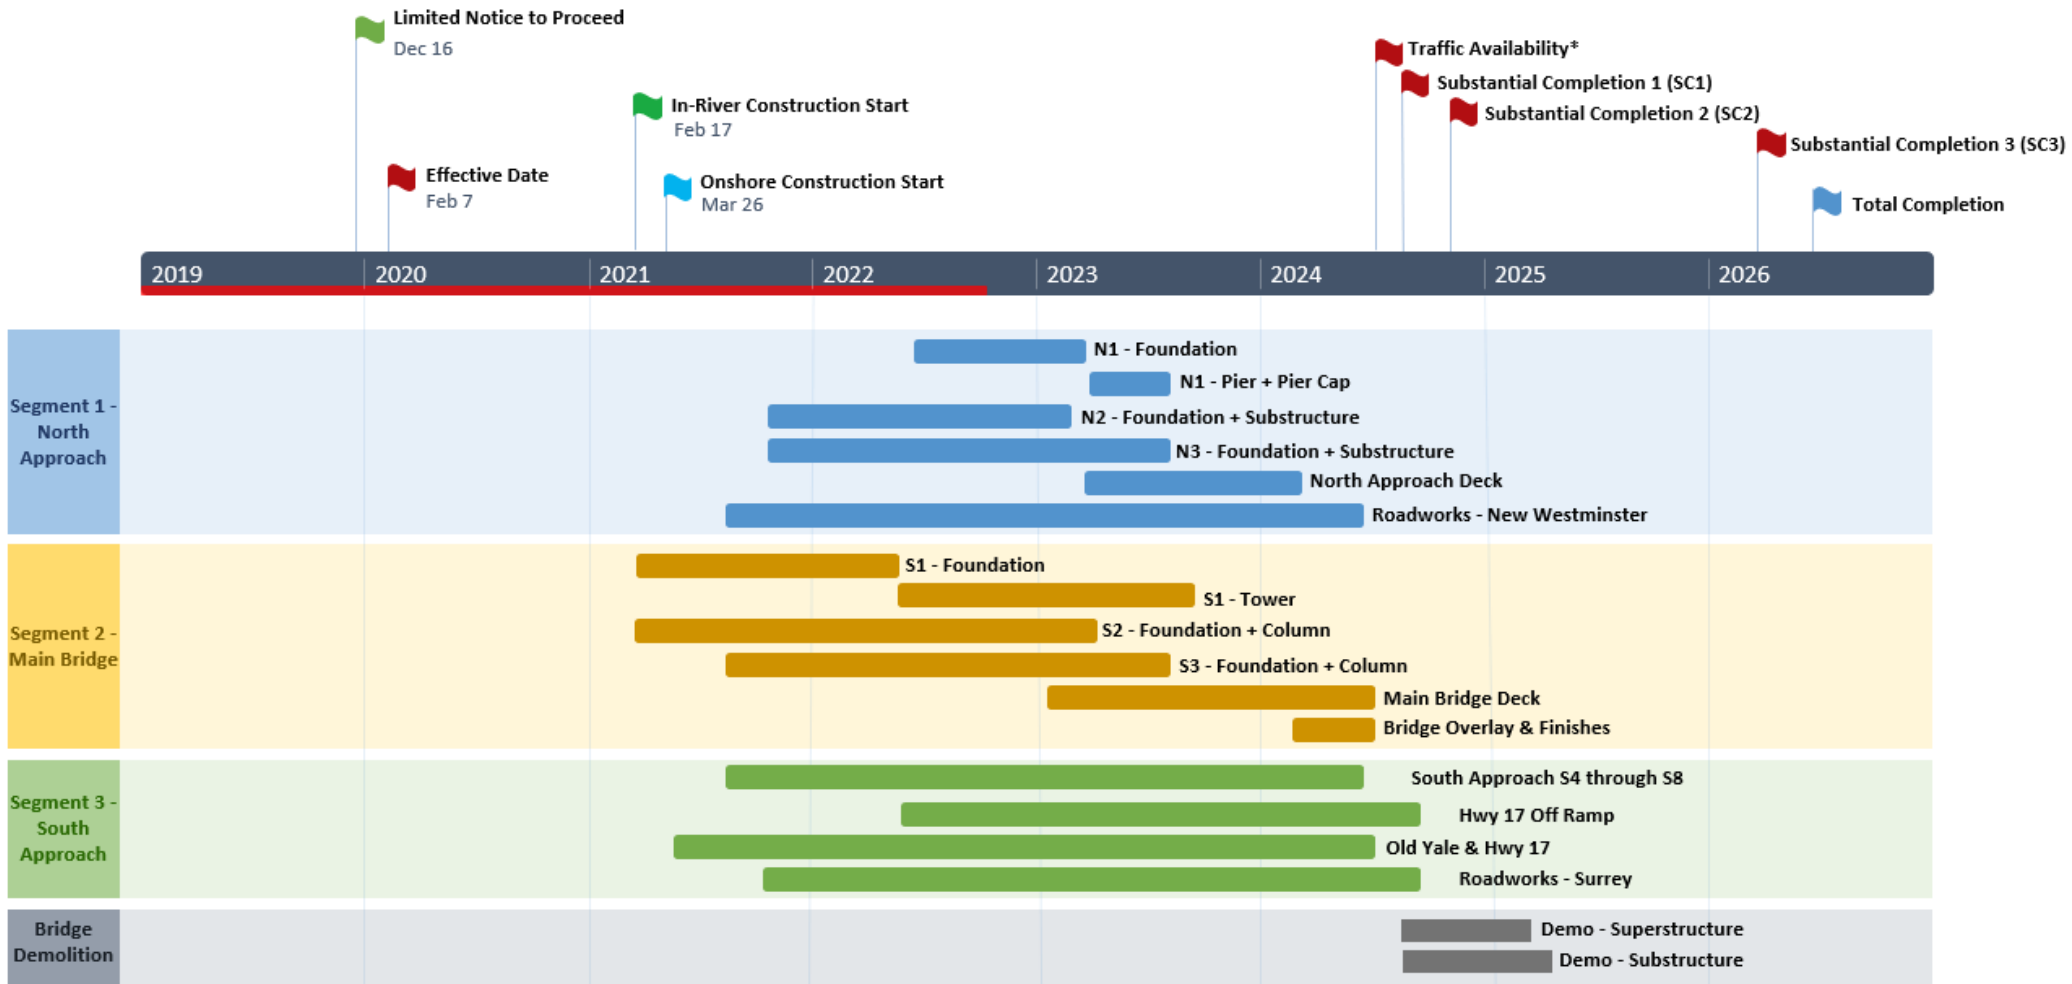 Limited Notice to Proceed
Dec 16
Traffic Availability*
Substantial Completion 1 (SC1)
In-River Construction Start
Feb 17
Substantial Completion 2 (SC2)
Substantial Completion 3 (SC3)
Effective Date
Feb 7
Onshore Construction Start
Mar 26
Total Completion
2019 2020 2021 2022 2023 2024 2025 2026
Segment 1 -
North
Approach
N1 - Foundation
N1 - Pier + Pier Cap
N2 - Foundation + Substructure
N3 - Foundation + Substructure
North Approach Deck
Roadworks - New Westminster
Segment 2 -
Main Bridge
S1 - Foundation
S1 - Tower
S2 - Foundation + Column
S3 - Foundation + Column
Main Bridge Deck
Bridge Overlay & Finishes
Segment 3 -
South
Approach
South Approach S4 through S8
Hwy 17 Off Ramp
Old Yale & Hwy 17
Roadworks - Surrey
Bridge
Demolition
Demo - Superstructure
Demo - Substructure